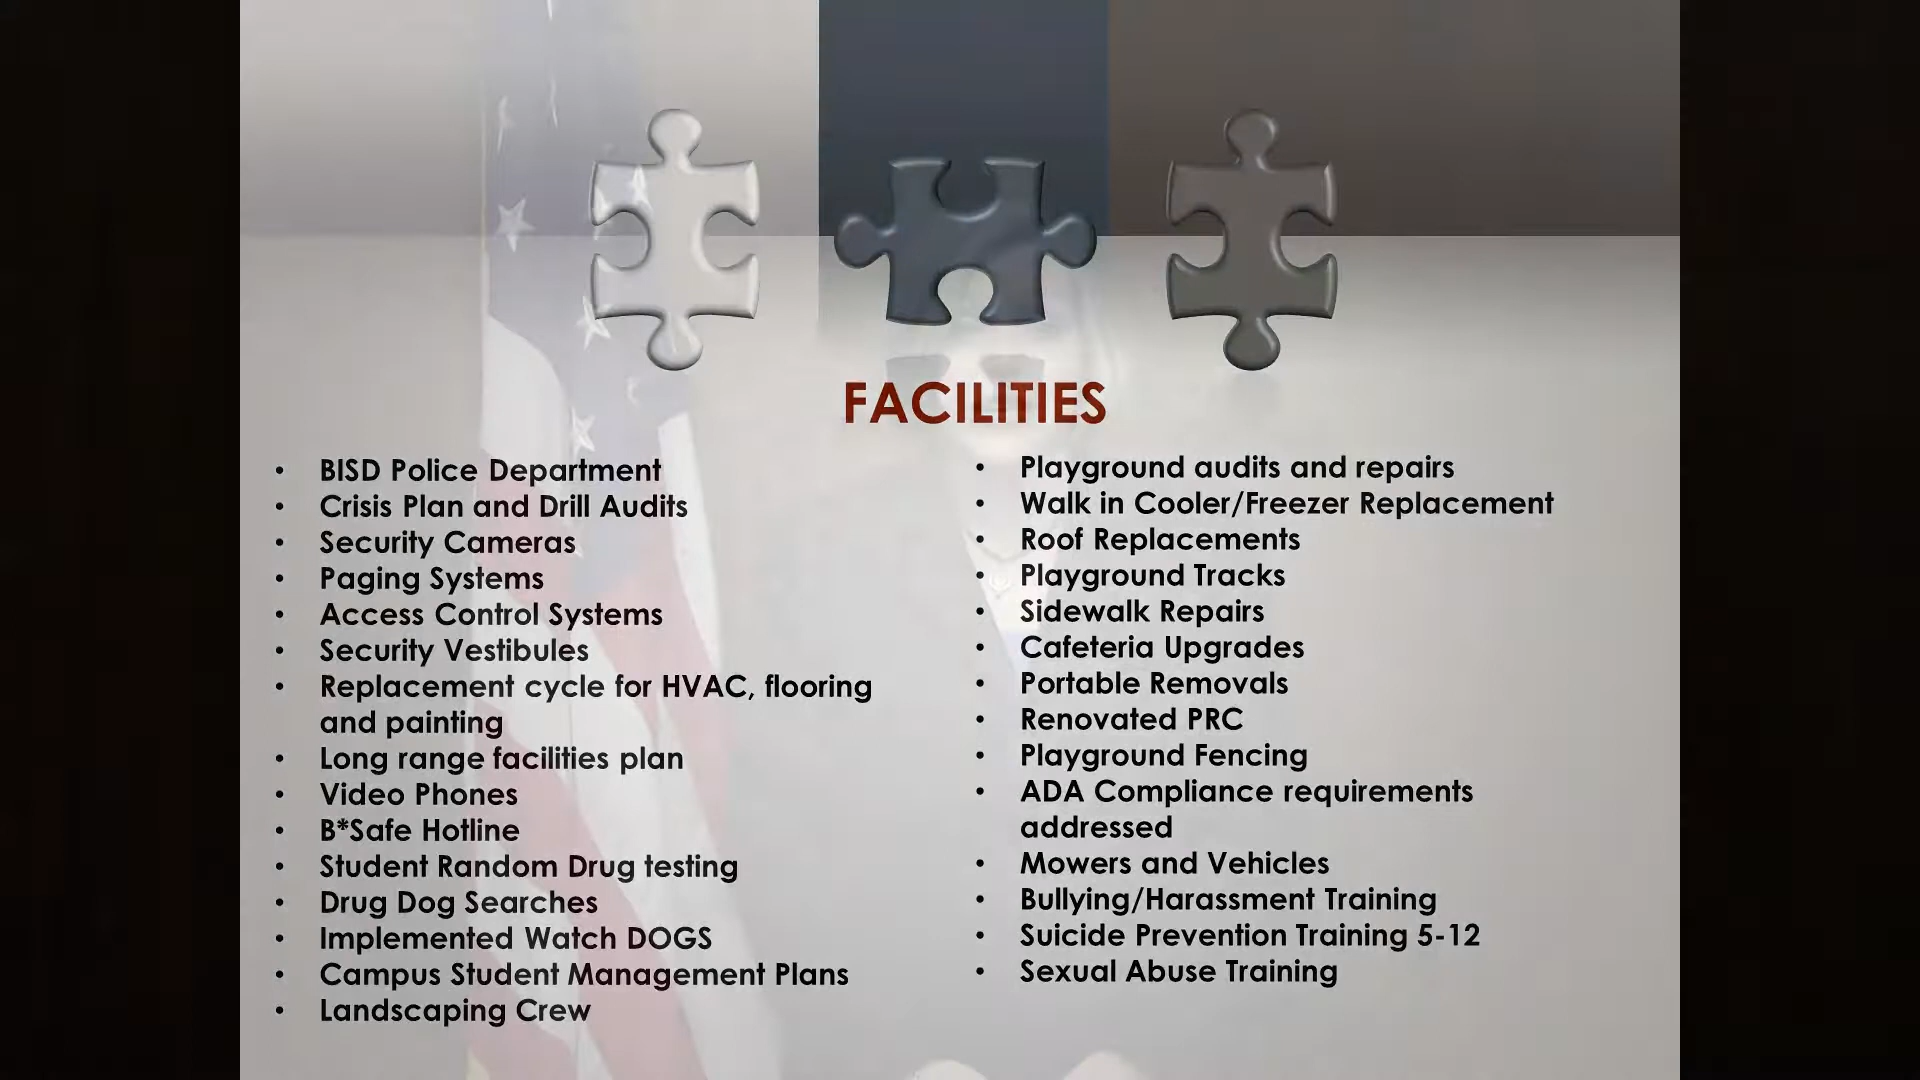 FACILITIES
• BISD Police Department
• Crisis Plan and Drill Audits
• Security Cameras
• Paging Systems
• Access Control Systems
• Security Vestibules
• Replacement cycle for HVAC, flooring
and painting
• Long range facilities plan
• Video Phones
• B*Safe Hotline
• Student Random Drug testing
• Drug Dog Searches
• Implemented Watch DOGS
• Campus Student Management Plans
• Landscaping Crew
• Playground audits and repairs
• Walk in Cooler/Freezer Replacement
• Roof Replacements
• Playground Tracks
• Sidewalk Repairs
• Cafeteria Upgrades
• Portable Removals
• Renovated PRC
• Playground Fencing
• ADA Compliance requirements
addressed
• Mowers and Vehicles
• Bullying/Harassment Training
• Suicide Prevention Training 5-12
• Sexual Abuse Training